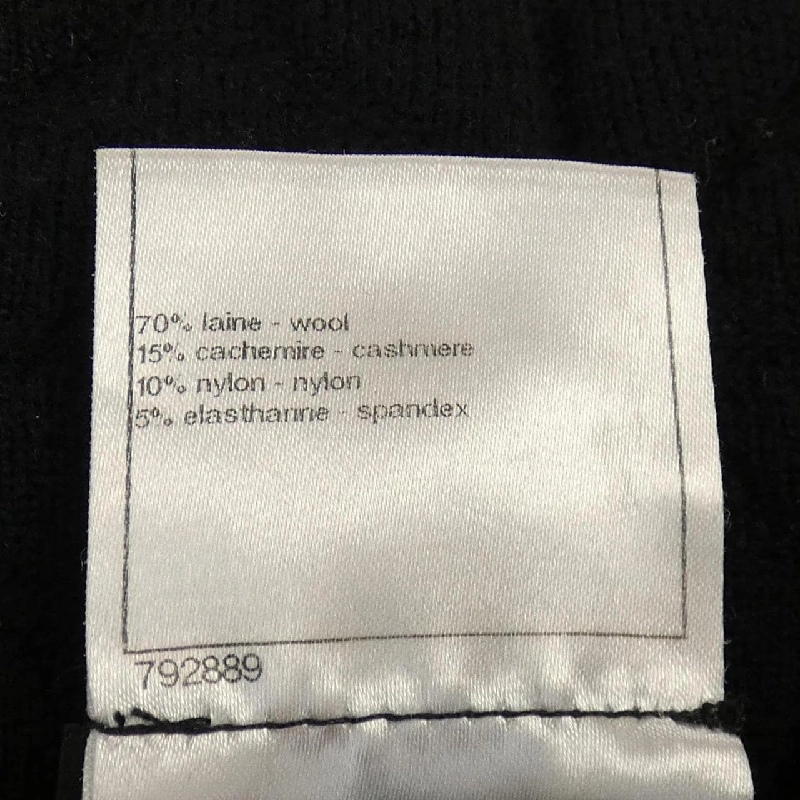 70% laine - wool
15% cachemire - cashmere
10% nylon - nylon
5% elasthanne - spandex
792889